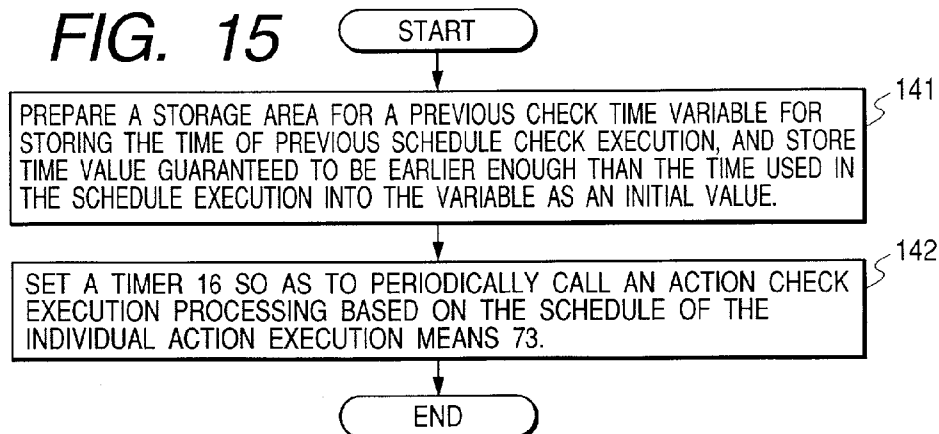 FIG. 15
START
141
PREPARE A STORAGE AREA FOR A PREVIOUS CHECK TIME VARIABLE FOR
STORING THE TIME OF PREVIOUS SCHEDULE CHECK EXECUTION, AND STORE
TIME VALUE GUARANTEED TO BE EARLIER ENOUGH THAN THE TIME USED IN
THE SCHEDULE EXECUTION INTO THE VARIABLE AS AN INITIAL VALUE.
142
SET A TIMER 16 SO AS TO PERIODICALLY CALL AN ACTION CHECK
EXECUTION PROCESSING BASED ON THE SCHEDULE OF THE
INDIVIDUAL ACTION EXECUTION MEANS 73.
END